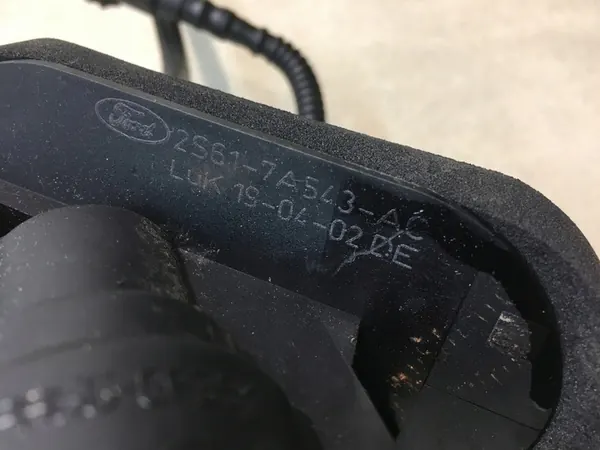 Ford
2S61-7A543-AC
LuK 19-04-02 DE